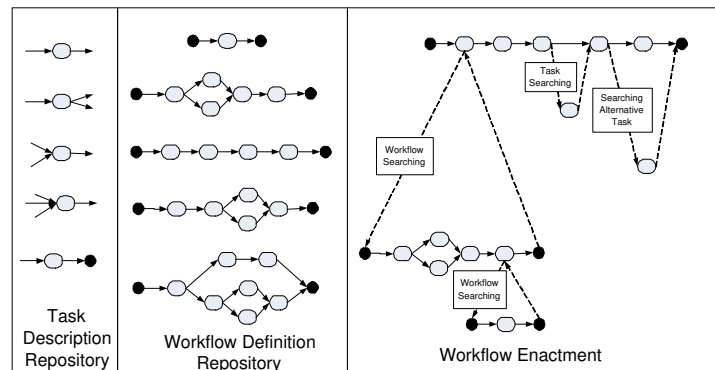 Task
Searching
Searching
Alternative
Task
Workflow
Searching
Workflow
Searching
Task
Description
Repository
Workflow Definition
Repository
Workflow Enactment